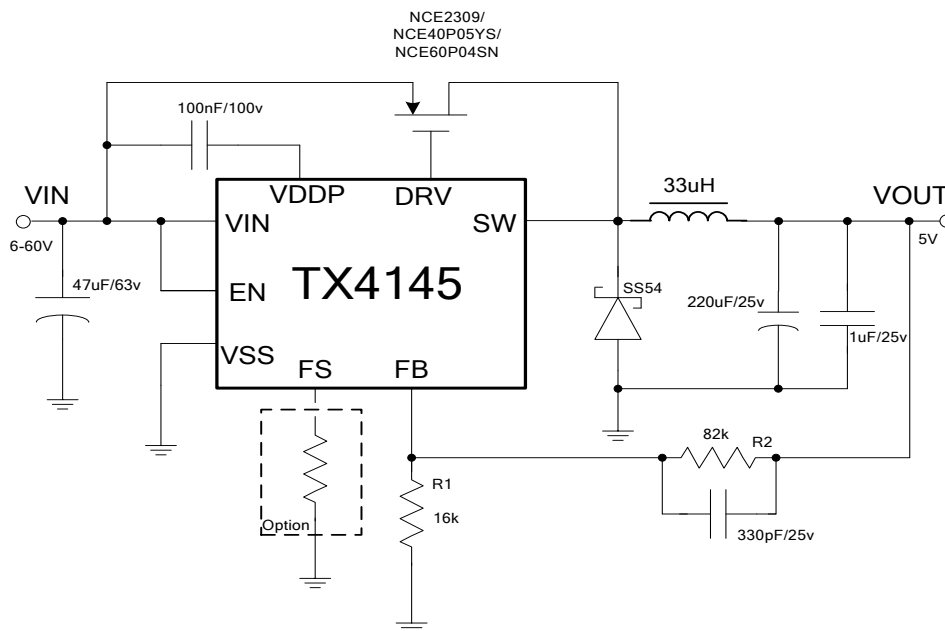 NCE2309/
NCE40P05YS/
NCE60P04SN
100nF/100v
VDDP
DRV
33uH
VIN
VIN
SW
VOUT
6-60V
5V
47uF/63v
EN
TX4145
SS54
220uF/25v
1uF/25v
VSS
FS
FB
82k
R2
R1
16k
Option
330pF/25v